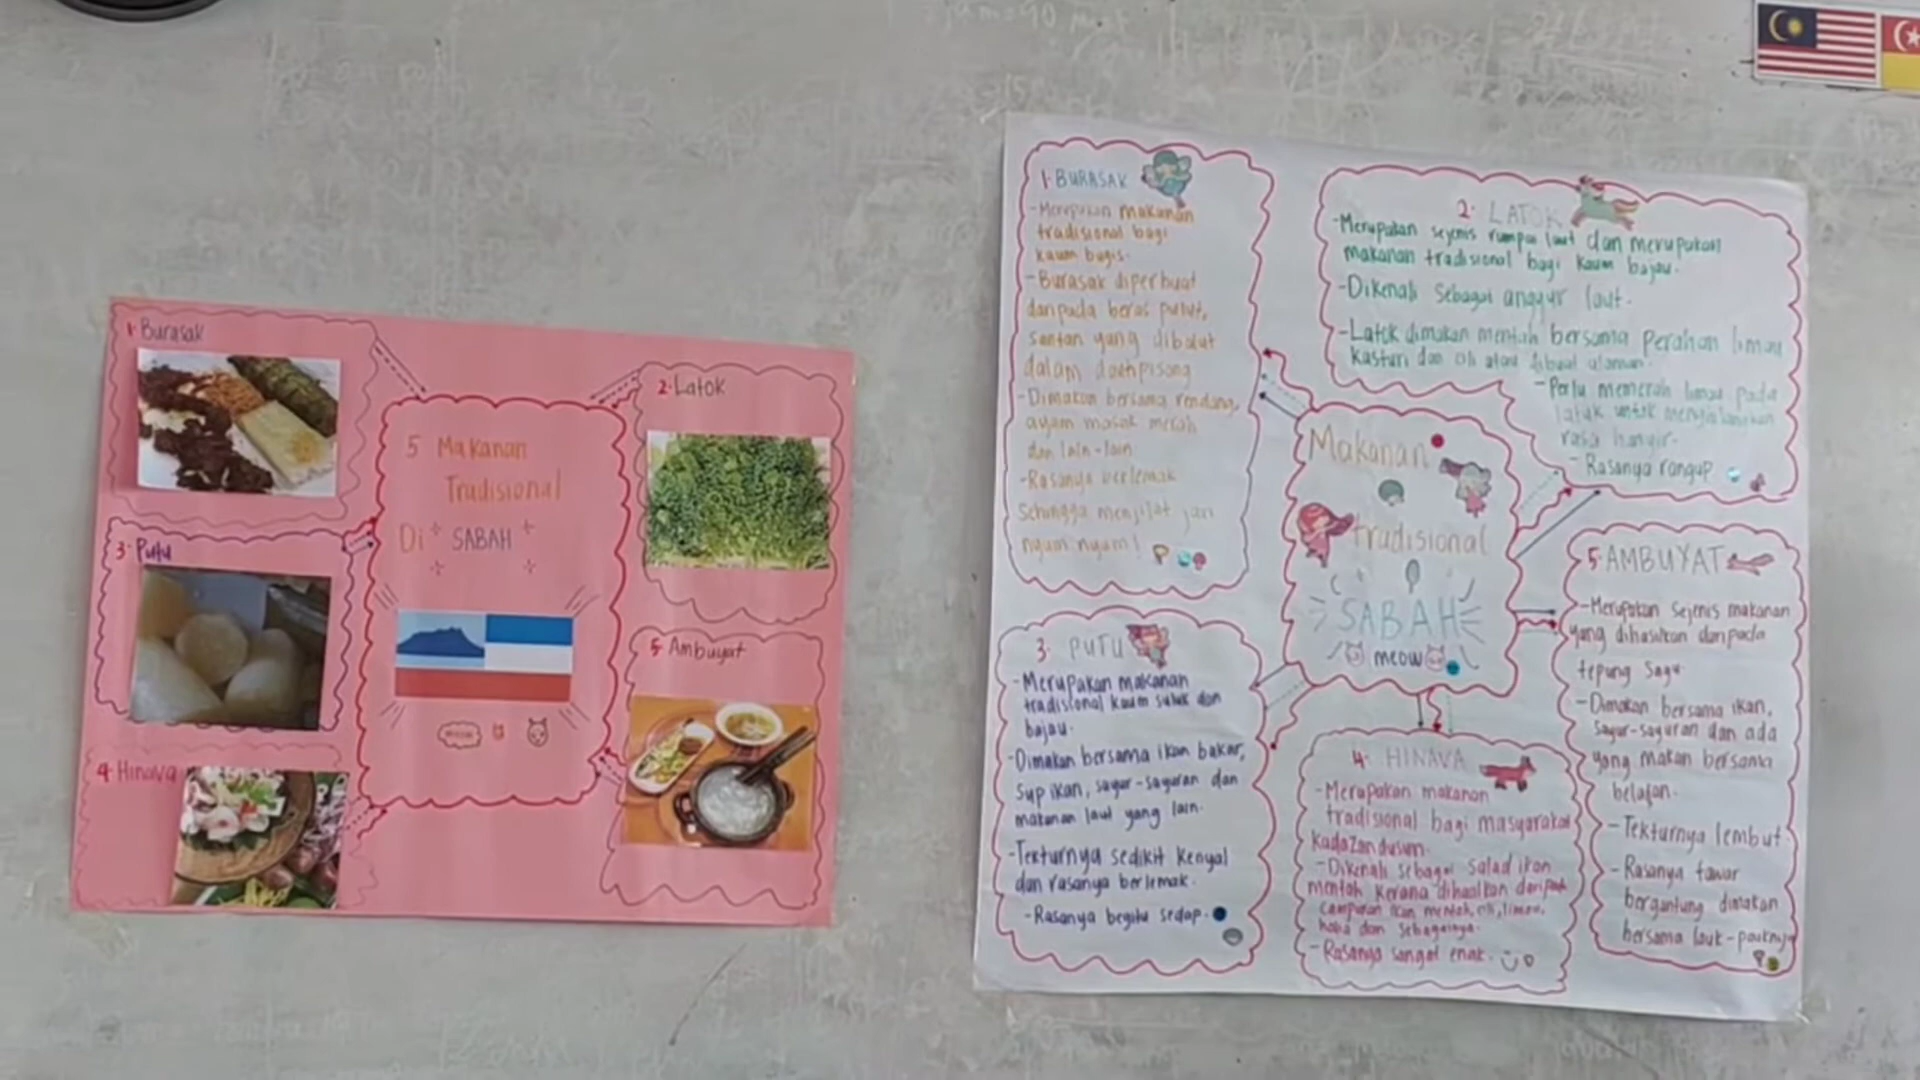 1. Burasak
5 Makanan
Tradisional
Di SABAH
2. Latok
3. Putu
4. Hinava
5. Ambuyat
1. BURASAK
- Merupakan makanan
tradisional bagi
kaum bugis.
- Burasak diperbuat
daripada beras pulut,
santan yang dibalut
dalam daun pisang
- Dimakan bersama rendang,
ayam masak merah
dan lain-lain
- Rasanya berlemak
sehingga menjilat jari
nyum nyum!
2. LATOK
- Merupakan sejenis rumpai laut dan merupakan
makanan tradisional bagi kaum bajau.
- Dikenali sebagai anggur laut.
- Latok dimakan mentah bersama perahan limau
kasturi dan cili atau dibuat ulaman.
- Perlu memerah limau pada
latuk untuk menghilangkan
rasa hanyir.
- Rasanya rangup
Makanan
tradisional
SABAH
meow
3. PUTU
- Merupakan makanan
tradisional kaum suluk dan
bajau.
- Dimakan bersama ikan bakar,
sup ikan, sayur-sayuran dan
makanan laut yang lain.
- Teksturnya sedikit kenyal
dan rasanya berlemak.
- Rasanya begitu sedap.
4. HINAVA
- Merupakan makanan
tradisional bagi masyarakat
Kadazandusun.
- Dikenali sebagai salad ikan
mentah kerana dihasilkan daripada
campuran ikan mentah, cili, limau,
halia dan sebagainya.
- Rasanya sangat enak.
5. AMBUYAT
- Merupakan sejenis makanan
yang dihasilkan daripada
tepung sagu
- Dimakan bersama ikan,
sayur-sayuran dan ada
yang makan bersama
belacan.
- Teksturnya lembut
- Rasanya tawar
bergantung dimakan
bersama lauk-pauknya